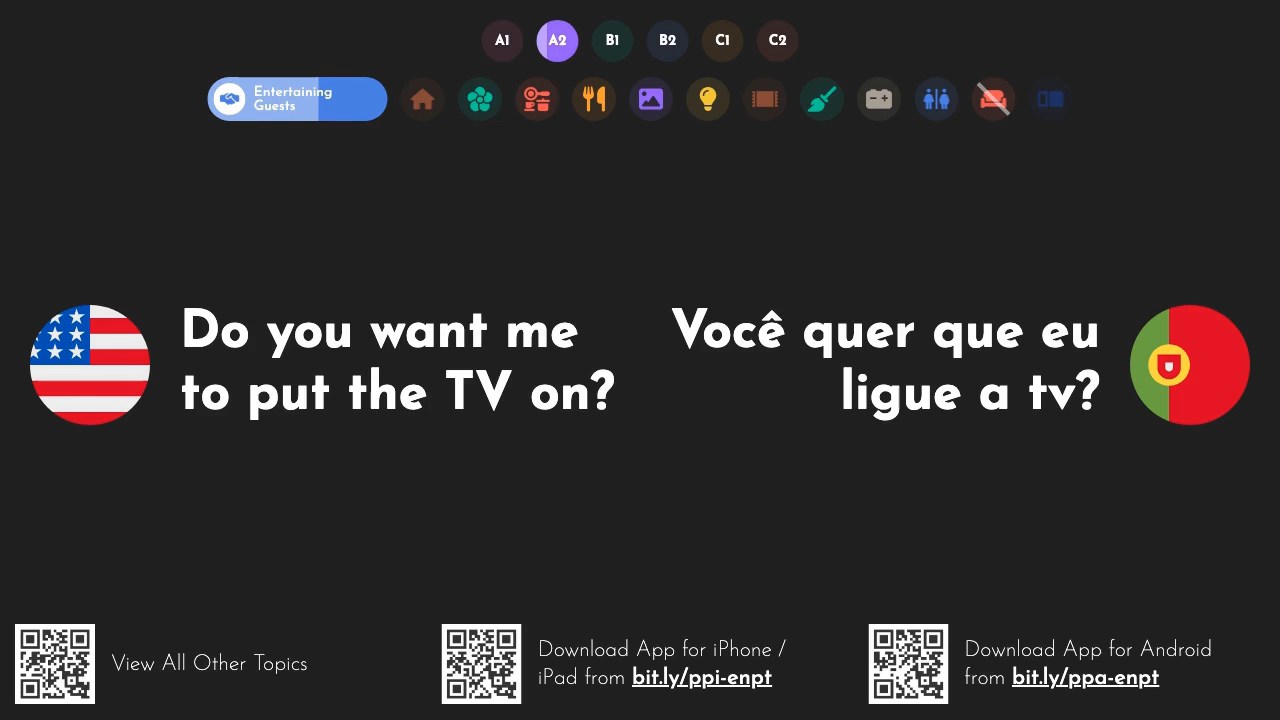 A1 A2 B1 B2 C1 C2
Entertaining
Guests
Do you want me
to put the TV on?
Você quer que eu
ligue a tv?
View All Other Topics
Download App for iPhone /
iPad from bit.ly/ppi-enpt
Download App for Android
from bit.ly/ppa-enpt